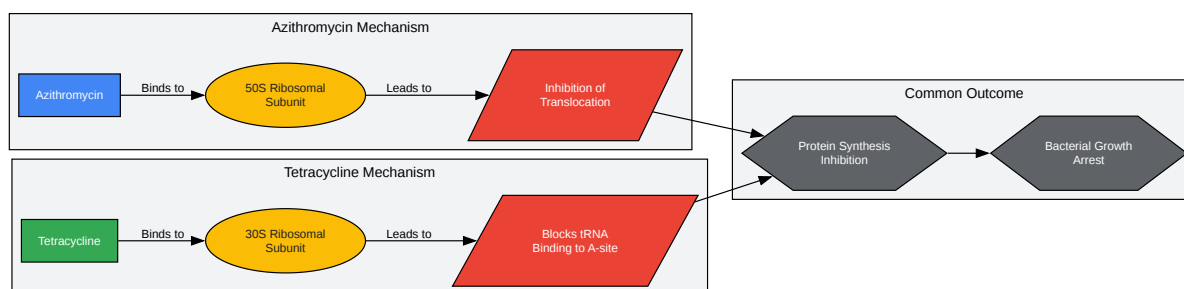 Azithromycin Mechanism
Azithromycin
Binds to
50S Ribosomal
Subunit
Leads to
Inhibition of
Translocation
Tetracycline Mechanism
Tetracycline
Binds to
30S Ribosomal
Subunit
Leads to
Blocks tRNA
Binding to A-site
Common Outcome
Protein Synthesis
Inhibition
Bacterial Growth
Arrest